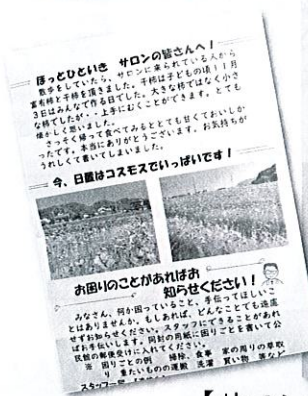 ほっとひといき サロンの皆さんへ！
散歩をしていたら、サロンに来られている人から
富有柿と干柿を頂きました。干柿は子どもの頃１１月
３日はみんなで作る日でした。大きな柿ではなく小さ
な柿でしたが・・上手にむくことができます。とても
懐かしく思いました。
さっそく帰って食べてみるととても甘くておいしか
ったです。本当にありがとうございます。お気持ちが
うれしくて書いてしまいました。
今、日置はコスモスでいっぱいです！
お困りのことがあればお
知らせください！
みなさん、何か困っていること、手伝ってほしいこ
とはありませんか。もしあれば、どんなことでも遠慮
せずお知らせください。スタッフにできることがあれ
ばお手伝いします。同封の用紙に困りごとを書いて公
民館の郵便受けに入れてください。
※ 困りごとの例 掃除、食事 家の周りの草取
り 重たいものの運搬 洗濯 買い物 薬など
スタッフ一同